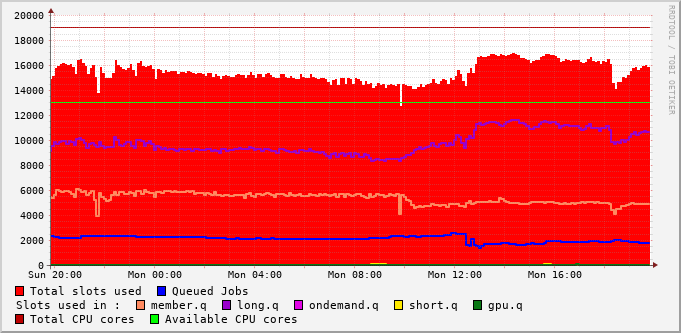 20000
18000
16000
14000
12000
10000
8000
6000
4000
2000
0
Sun 20:00 Mon 00:00 Mon 04:00 Mon 08:00 Mon 12:00 Mon 16:00
Total slots used Queued Jobs
Slots used in : member.q long.q ondemand.q short.q gpu.q
Total CPU cores Available CPU cores
RRDTOOL / TOBI OETIKER